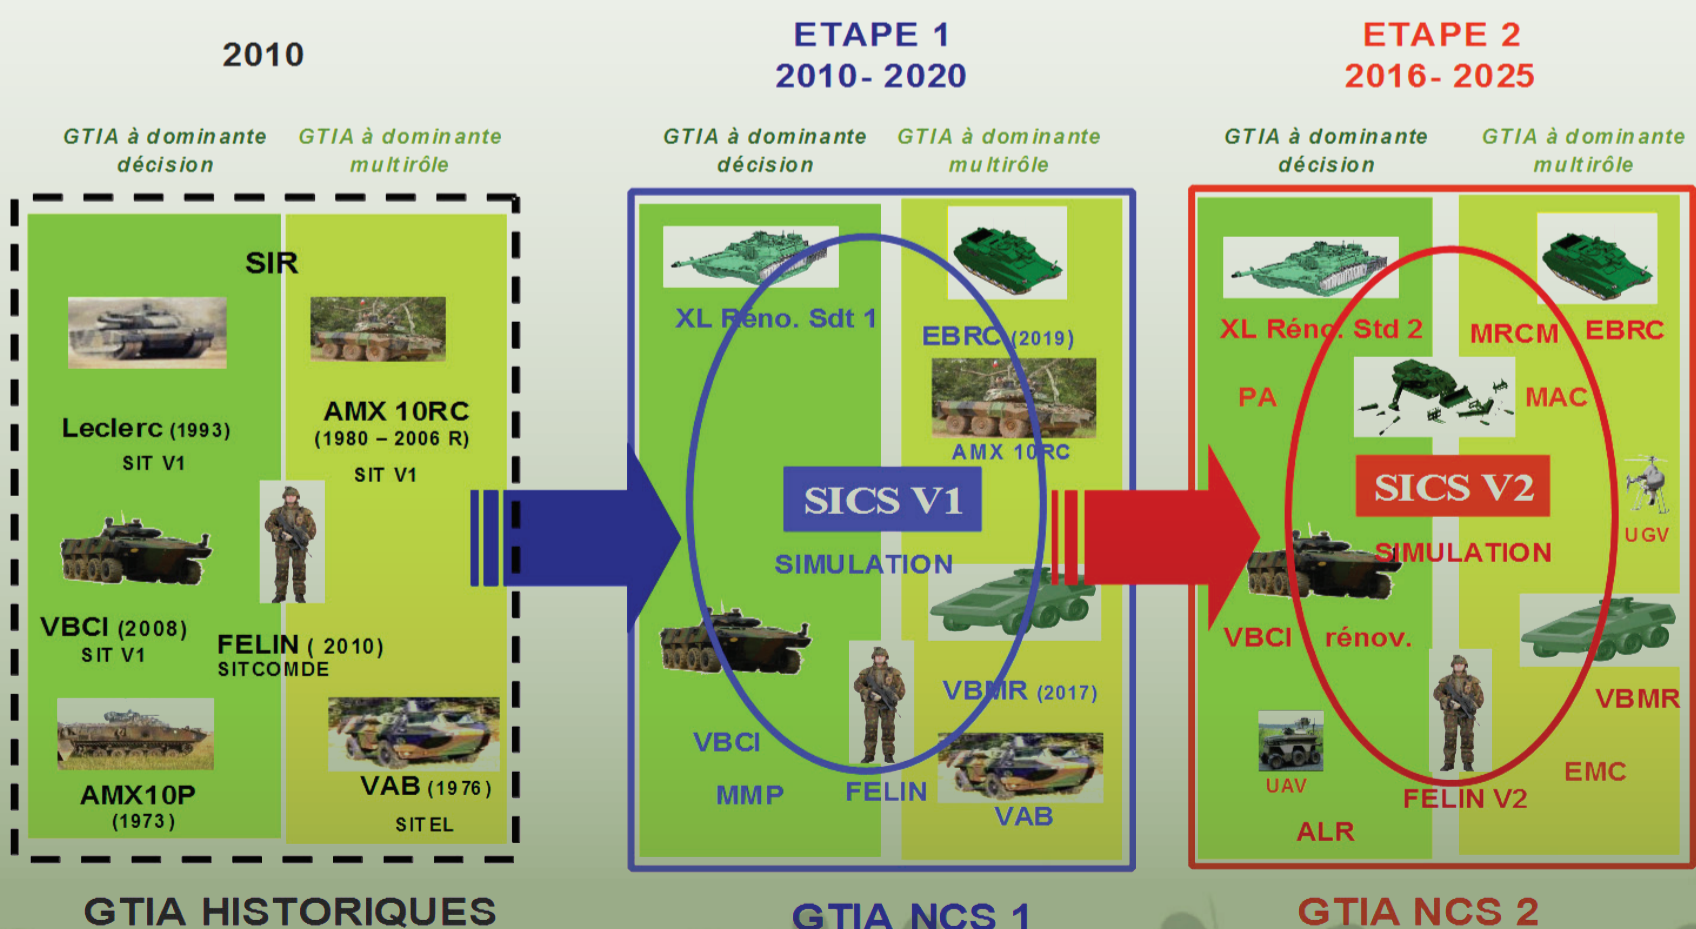 2010
GTIA à dominante
décision
GTIA à dominante
multirôle
SIR
Leclerc (1993)
SIT V1
AMX 10RC
(1980 – 2006 R)
SIT V1
VBCI (2008)
SIT V1
FELIN ( 2010)
SITCOMDE
AMX10P
(1973)
VAB (1976)
SITEL
GTIA HISTORIQUES
ETAPE 1
2010- 2020
GTIA à dominante
décision
GTIA à dominante
multirôle
XL Réno. Sdt 1
EBRC (2019)
AMX 10RC
SICS V1
SIMULATION
VBMR (2017)
VBCI
MMP
FELIN
VAB
GTIA NCS 1
ETAPE 2
2016- 2025
GTIA à dominante
décision
GTIA à dominante
multirôle
XL Réno. Std 2
MRCM
EBRC
PA
MAC
SICS V2
SIMULATION
UGV
VBCI rénov.
VBMR
UAV
EMC
FELIN V2
ALR
GTIA NCS 2